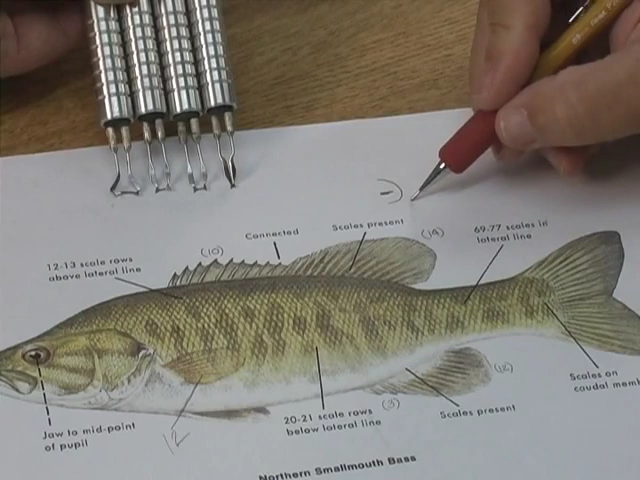 (10)
Connected
Scales present
(14)
69-77 scales in
lateral line
12-13 scale rows
above lateral line
Jaw to mid-point
of pupil
12
20-21 scale rows
below lateral line
(3)
Scales present
Scales on
caudal memb
Northern Smallmouth Bass